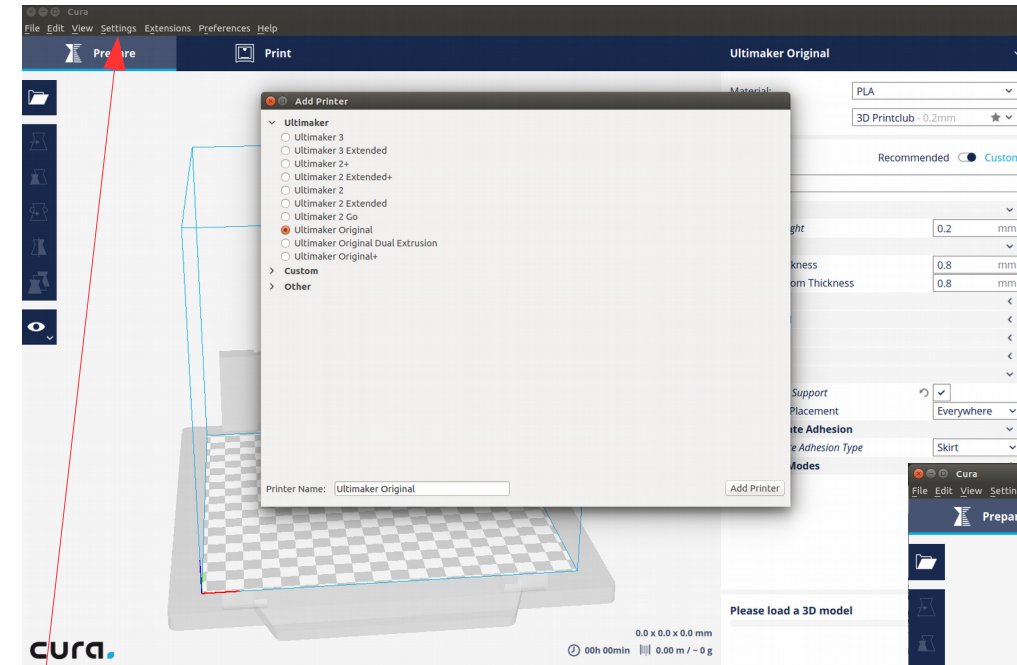 Cura
File Edit View Settings Extensions Preferences Help
Prepare
Print
Ultimaker Original
Material:
PLA
3D Printclub - 0.2mm
Recommended
Custom
Add Printer
Ultimaker
Ultimaker 3
Ultimaker 3 Extended
Ultimaker 2+
Ultimaker 2 Extended+
Ultimaker 2
Ultimaker 2 Extended
Ultimaker 2 Go
Ultimaker Original
Ultimaker Original Dual Extrusion
Ultimaker Original+
Custom
Other
Printer Name: Ultimaker Original
Add Printer
ght 0.2 mm
kness 0.8 mm
om Thickness 0.8 mm
Support
Placement Everywhere
ate Adhesion
e Adhesion Type Skirt
Modes
Cura
File Edit View Settin
Prepar
Please load a 3D model
0.0 x 0.0 x 0.0 mm
00h 00min 0.00 m / ~ 0 g
cura.